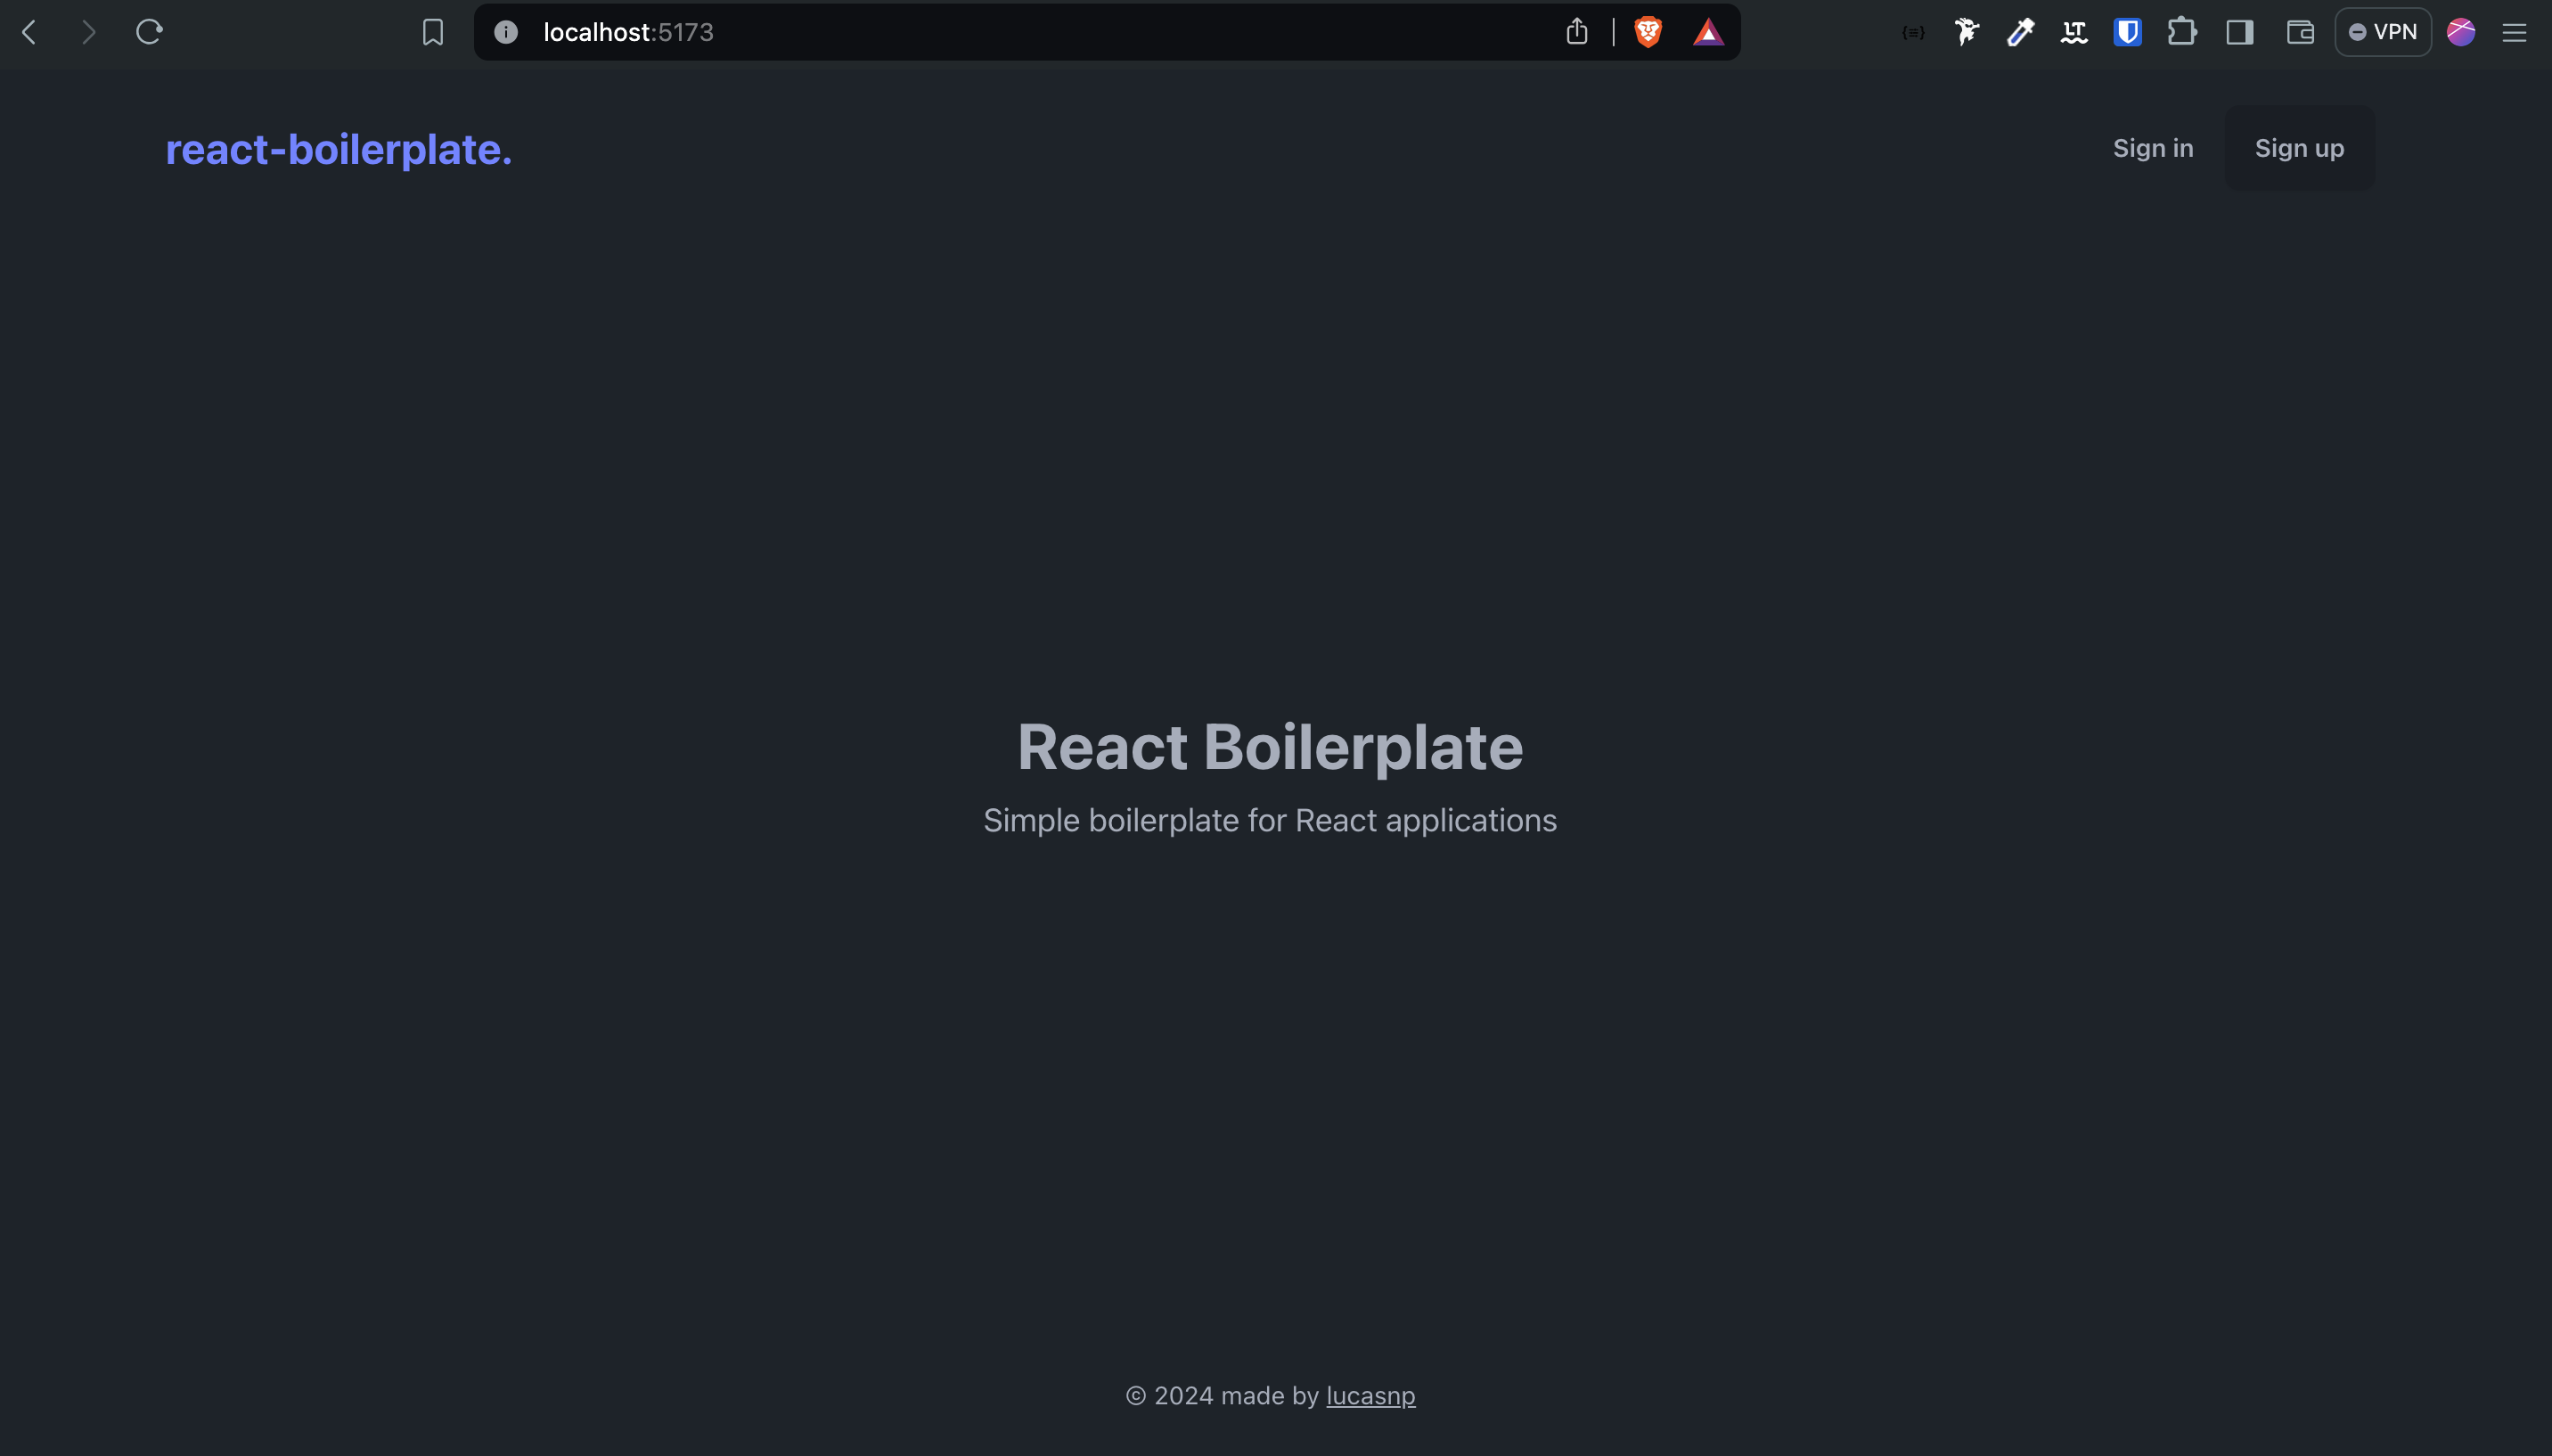 localhost:5173
VPN
react-boilerplate.
Sign in
Sign up
React Boilerplate
Simple boilerplate for React applications
© 2024 made by lucasnp